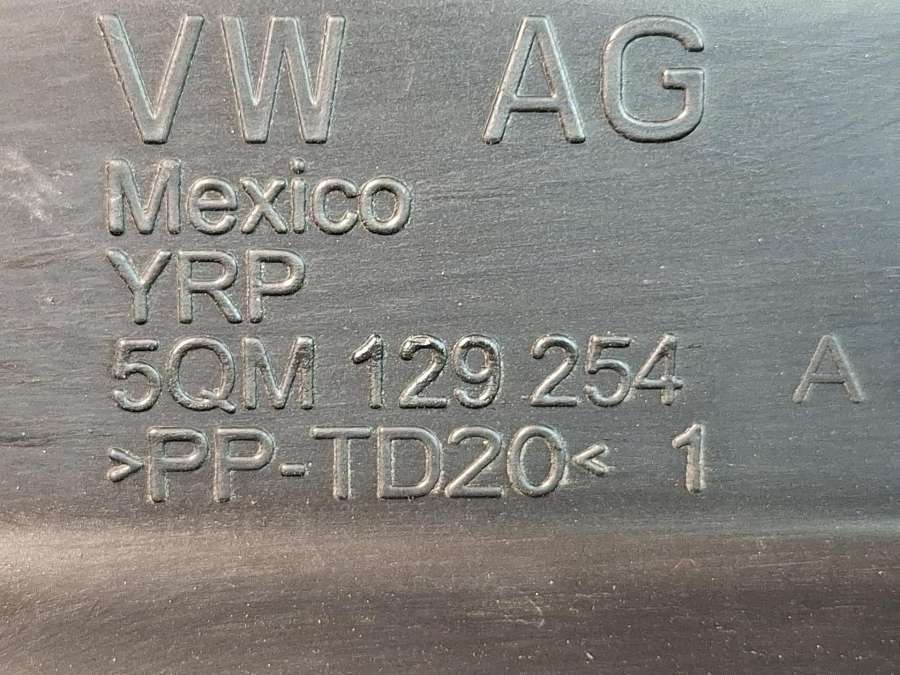 VW AG
Mexico
YRP
5QM 129 254 A
>PP-TD20< 1